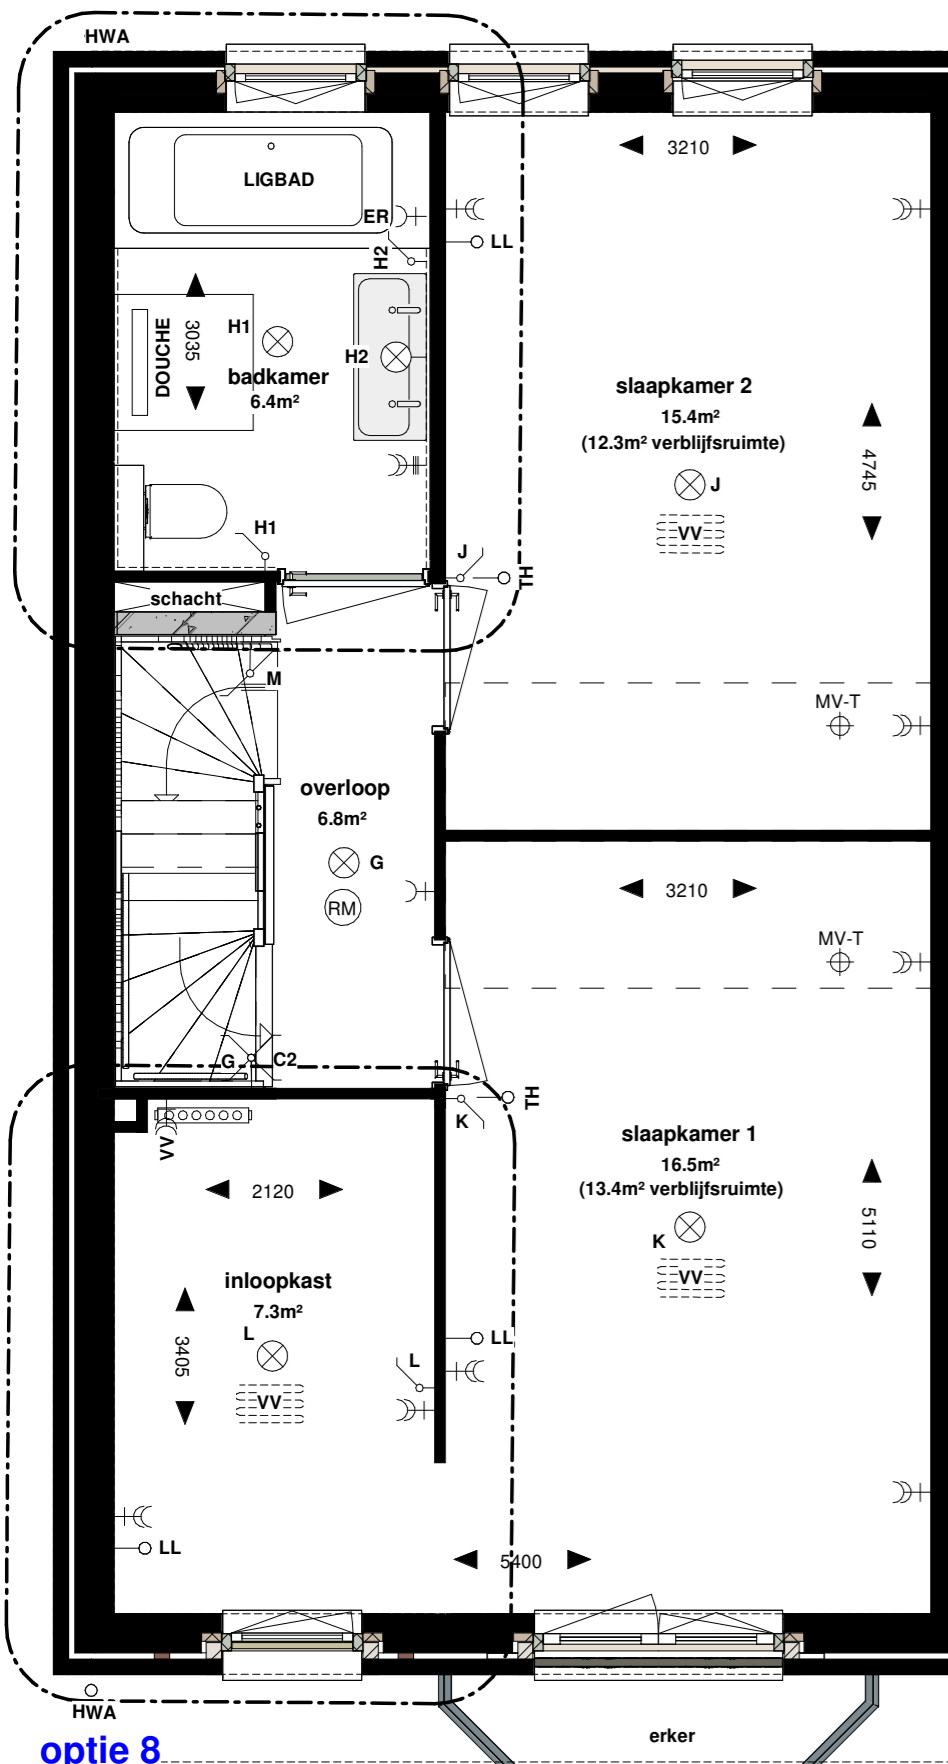 HWA
3210
LIGBAD
ER
H2
LL
3035
DOUCHE
H1
H2
badkamer
6.4m²
slaapkamer 2
15.4m²
(12.3m² verblijfsruimte)
4745
J
VV
H1
J
TH
schacht
M
MV-T
overloop
6.8m²
G
RM
3210
MV-T
G
C2
K
TH
VV
slaapkamer 1
16.5m²
(13.4m² verblijfsruimte)
2120
5110
K
VV
inloopkast
7.3m²
L
3405
LL
L
VV
LL
5400
HWA
erker
optie 8